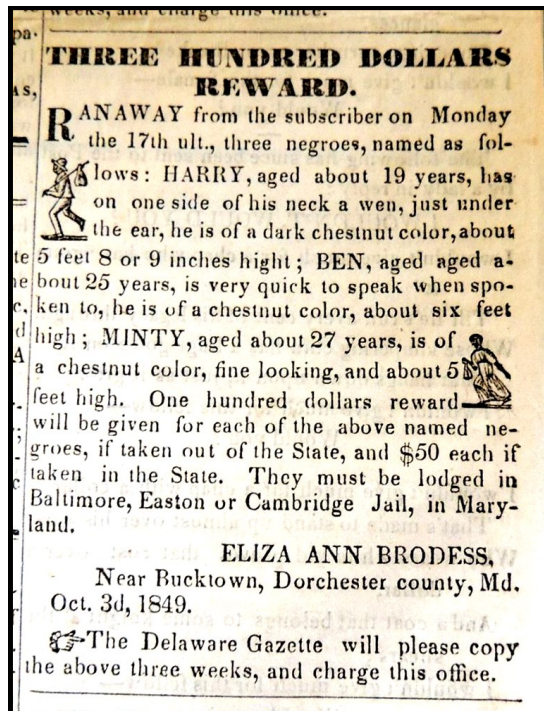 weeks, and charge this office.
pa-
THREE HUNDRED DOLLARS
REWARD.
AS,
RANAWAY from the subscriber on Monday
the 17th ult., three negroes, named as fol-
lows: HARRY, aged about 19 years, has
on one side of his neck a wen, just under
the ear, he is of a dark chestnut color, about
te
5 feet 8 or 9 inches hight; BEN, aged aged a-
bout 25 years, is very quick to speak when spo-
ken to, he is of a chestnut color, about six feet
high; MINTY, aged about 27 years, is of
a chestnut color, fine looking, and about 5
feet high. One hundred dollars reward
will be given for each of the above named ne-
groes, if taken out of the State, and $50 each if
taken in the State. They must be lodged in
Baltimore, Easton or Cambridge Jail, in Mary-
land.
ELIZA ANN BRODESS,
Near Bucktown, Dorchester county, Md.
Oct. 3d, 1849.
☞The Delaware Gazette will please copy
the above three weeks, and charge this office.